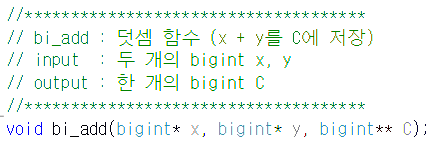 //************************************
// bi_add : 덧셈 함수 (x + y를 C에 저장)
// input  : 두 개의 bigint x, y
// output : 한 개의 bigint C
//************************************
void bi_add(bigint* x, bigint* y, bigint** C);